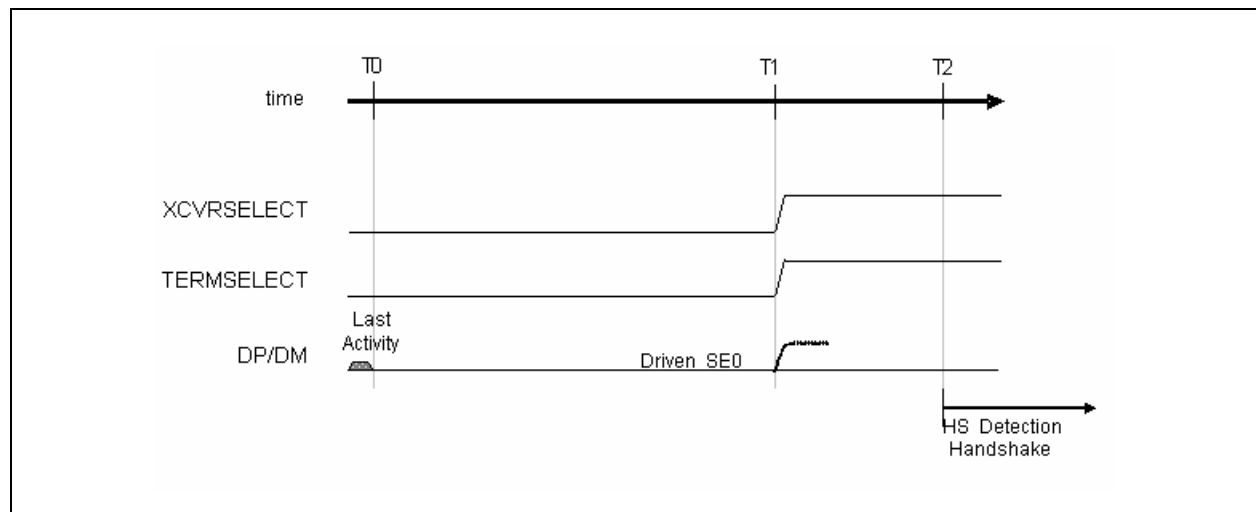 T0
T1
T2
time
XCVRSELECT
TERMSELECT
Last
Activity
DP/DM
Driven SE0
HS Detection
Handshake